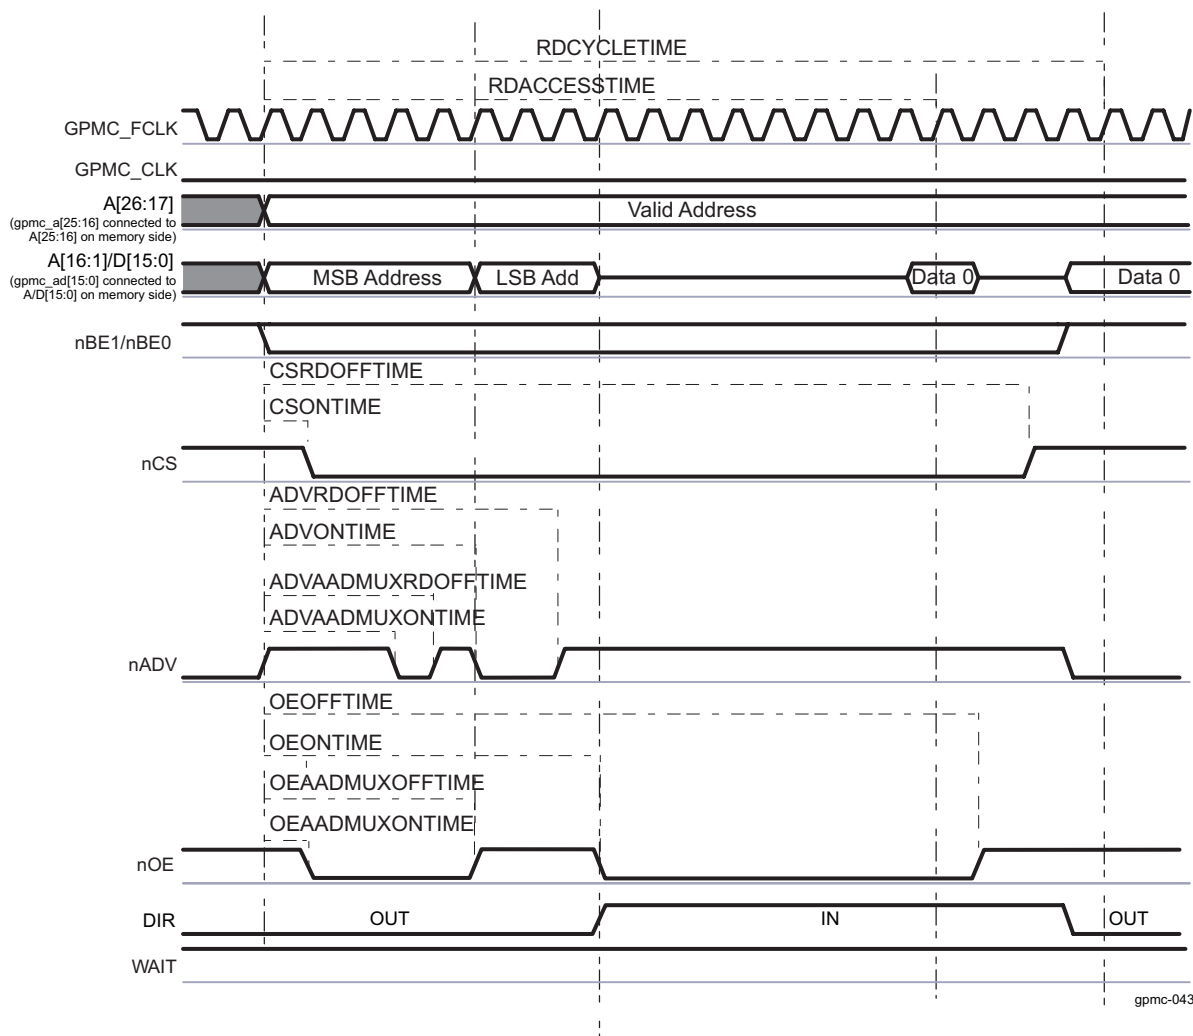 RDCYCLETIME
RDACCESSTIME
GPMC_FCLK
GPMC_CLK
A[26:17]
(gpmc_a[25:16] connected to
A[25:16] on memory side)
Valid Address
A[16:1]/D[15:0]
(gpmc_ad[15:0] connected to
A/D[15:0] on memory side)
MSB Address
LSB Add
Data 0
Data 0
nBE1/nBE0
CSRDOFFTIME
CSONTIME
nCS
ADVRDOFFTIME
ADVONTIME
ADVAADMUXRDOFFTIME
ADVAADMUXONTIME
nADV
OEOFFTIME
OEONTIME
OEAADMUXOFFTIME
OEAADMUXONTIME
nOE
DIR
OUT
IN
OUT
WAIT
gpmc-043